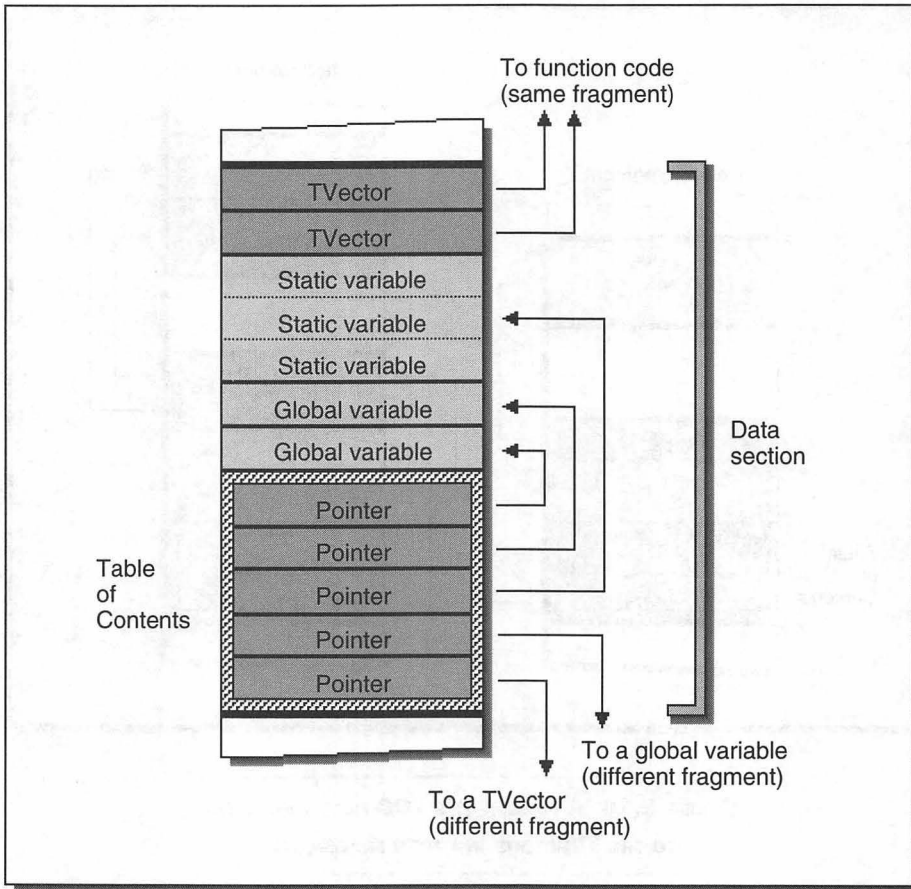 To function code
(same fragment)
TVector
TVector
Static variable
Static variable
Static variable
Global variable
Global variable
Data
section
Pointer
Pointer
Table
of
Contents
Pointer
Pointer
Pointer
To a global variable
(different fragment)
To a TVector
(different fragment)